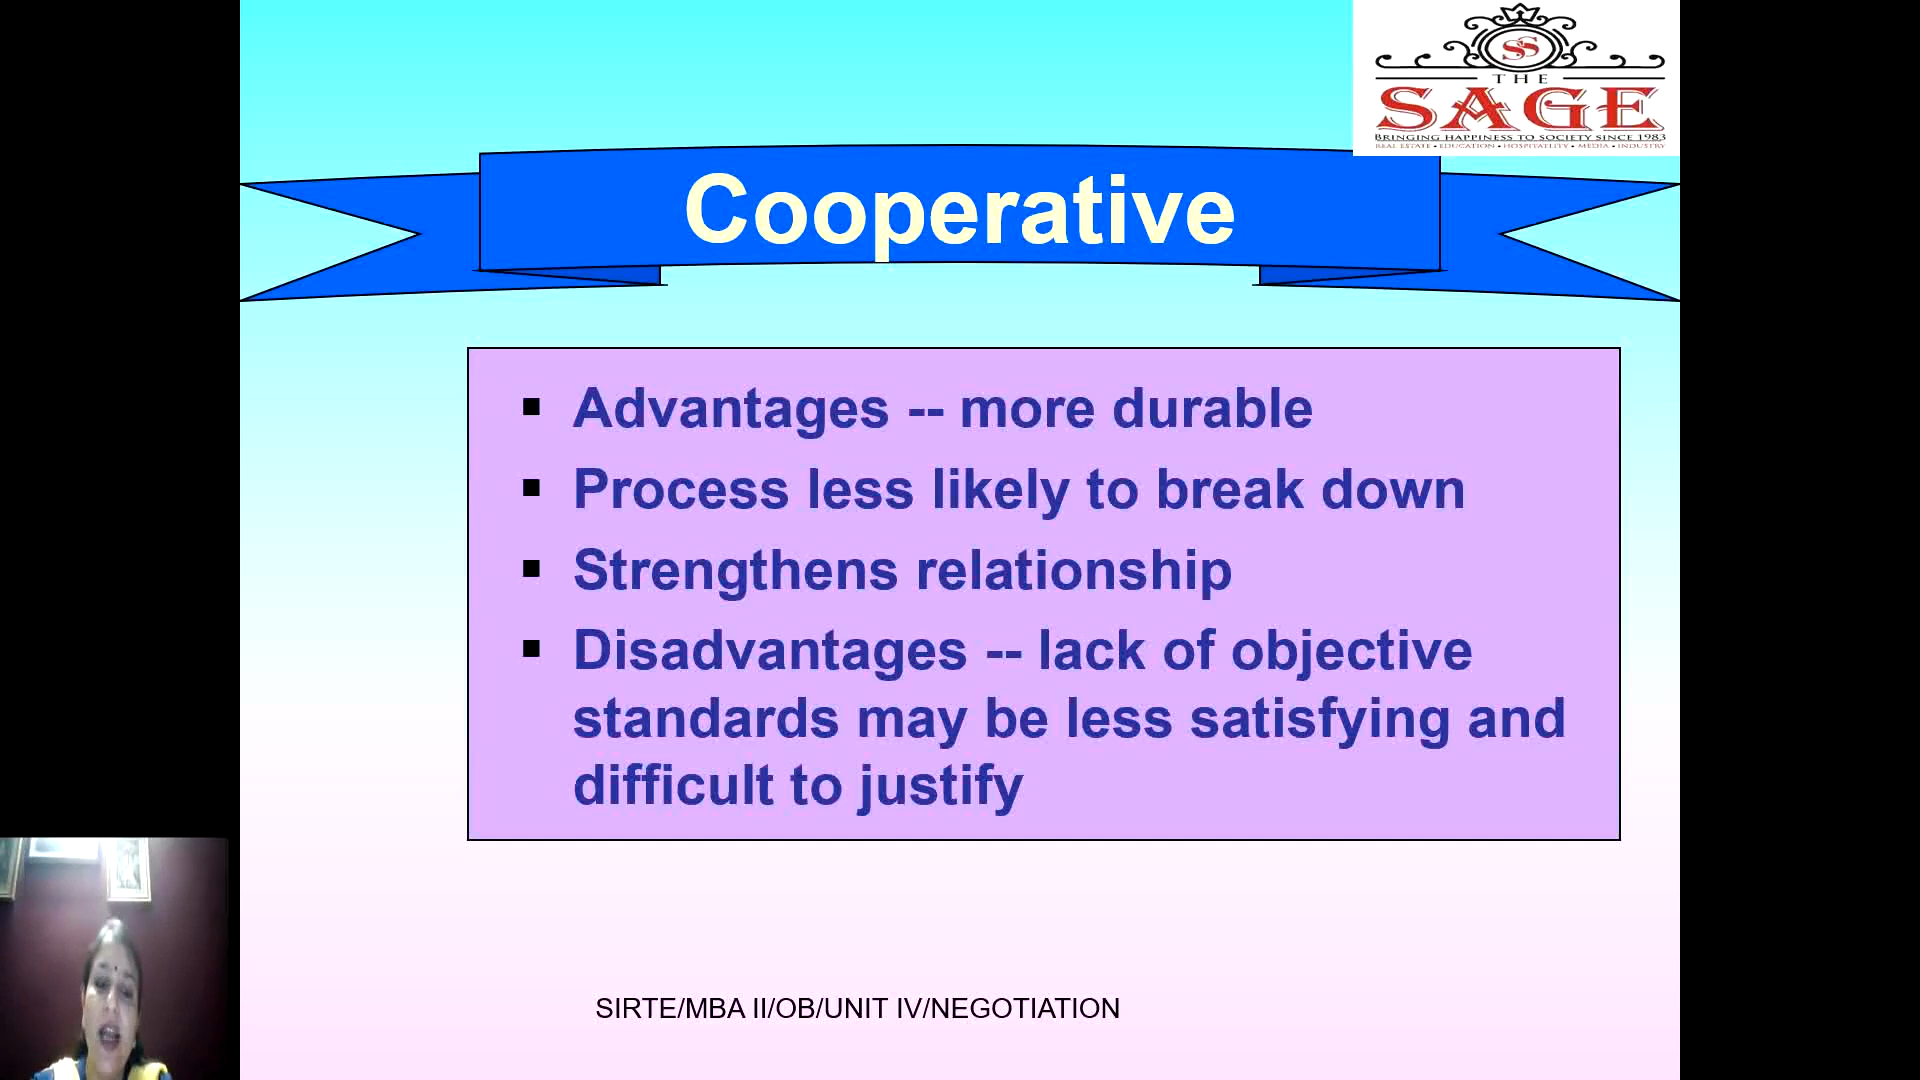 SS
THE
SAGE
BRINGING HAPPINESS TO SOCIETY SINCE 1983
REAL ESTATE • EDUCATION • HOSPITALITY • MEDIA • INDUSTRY
Cooperative
▪ Advantages -- more durable
▪ Process less likely to break down
▪ Strengthens relationship
▪ Disadvantages -- lack of objective
standards may be less satisfying and
difficult to justify
SIRTE/MBA II/OB/UNIT IV/NEGOTIATION